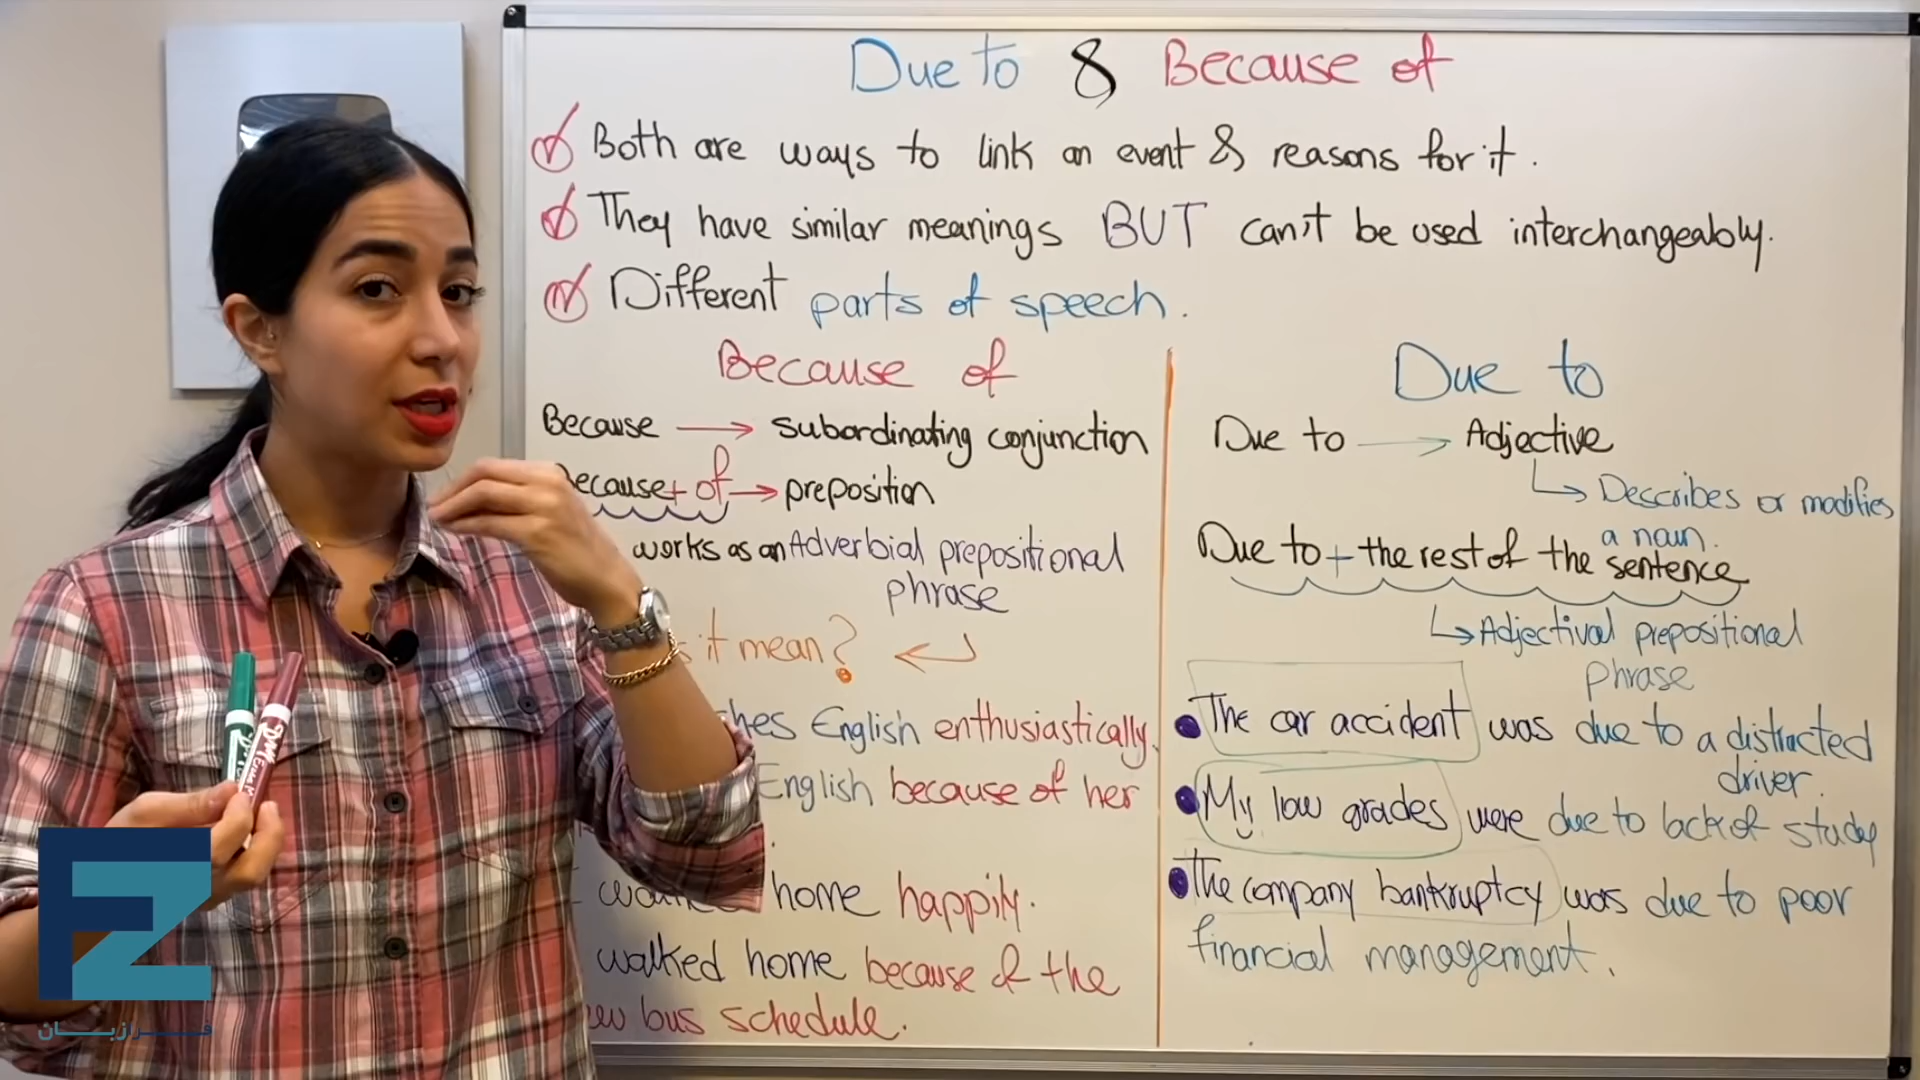 Due to & Because of
Both are ways to link an event & reasons for it.
They have similar meanings BUT can't be used interchangeably.
Different parts of speech.
Because of
Because → subordinating conjunction
ecause + of → preposition
works as an Adverbial prepositional
phrase
it mean?
hes English enthusiastically.
English because of her
home happily.
walked home because of the
ew bus schedule.
Due to
Due to → Adjective
Describes or modifies
a noun.
Due to + the rest of the sentence
Adjectival prepositional
phrase
The car accident was due to a distracted
driver.
My low grades were due to lack of study
The company bankruptcy was due to poor
financial management.
FZ
فرازبان